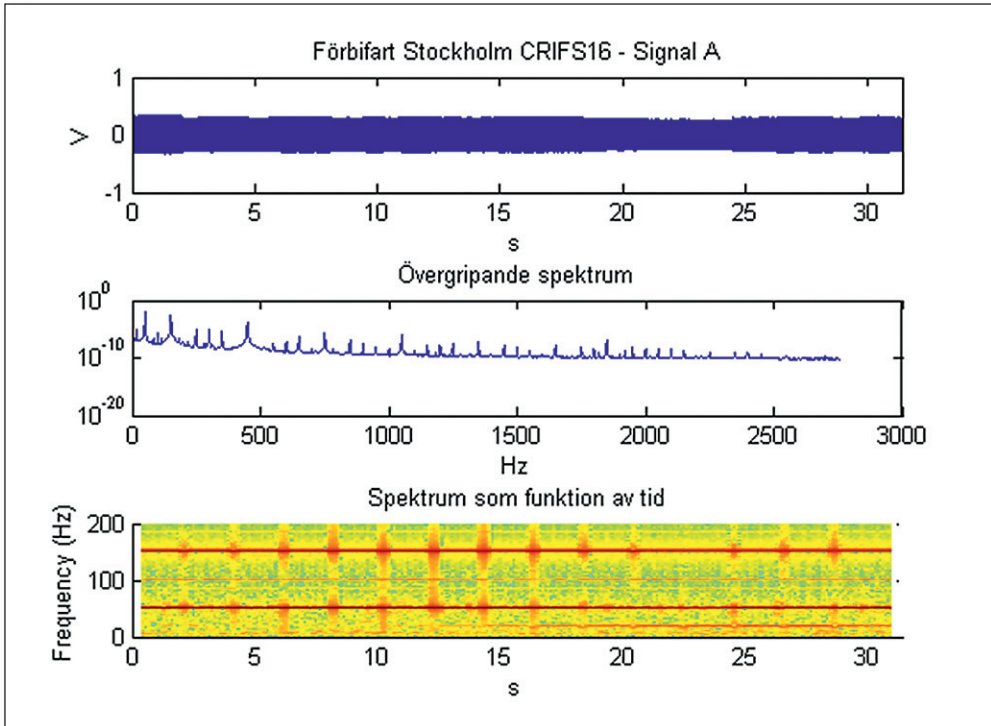 Förbifart Stockholm CRIFS16 - Signal A
1
0
-1
V
0 5 10 15 20 25 30
s
Övergripande spektrum
10^0
10^-10
10^-20
0 500 1000 1500 2000 2500 3000
Hz
Spektrum som funktion av tid
200
100
0
Frequency (Hz)
0 5 10 15 20 25 30
s